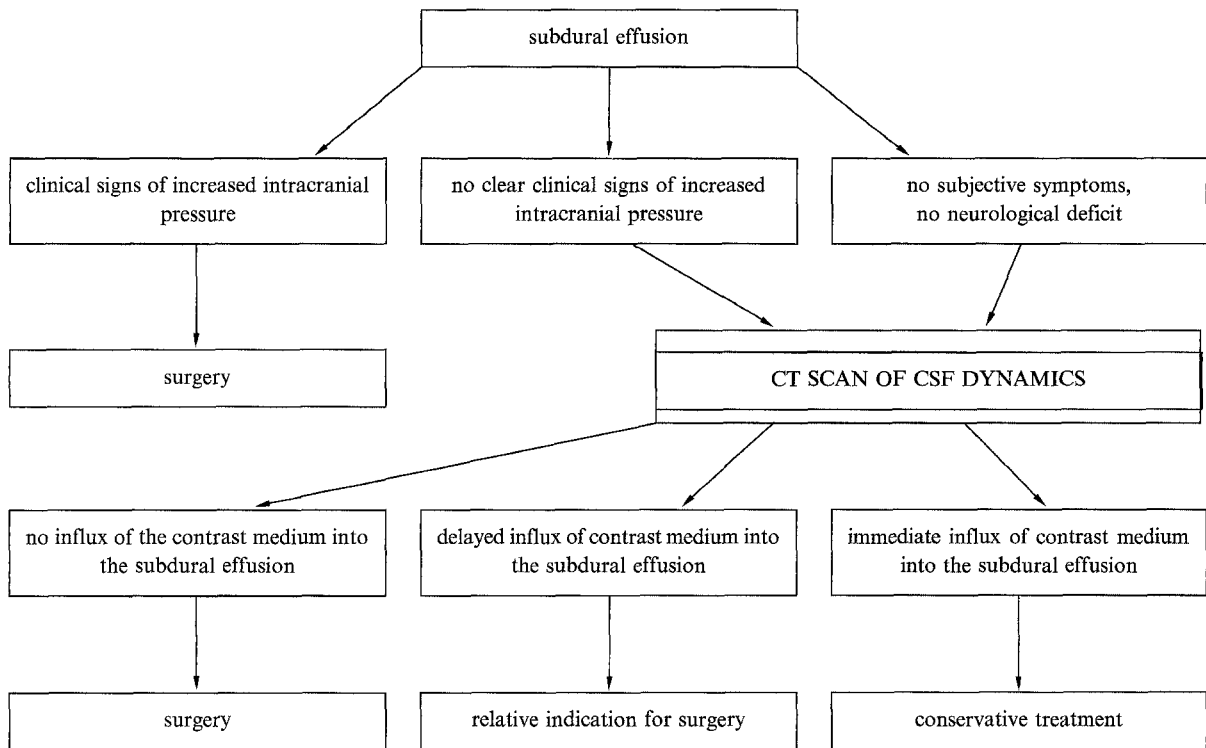 subdural effusion
clinical signs of increased intracranial
pressure
no clear clinical signs of increased
intracranial pressure
no subjective symptoms,
no neurological deficit
surgery
CT SCAN OF CSF DYNAMICS
no influx of the contrast medium into
the subdural effusion
delayed influx of contrast medium into
the subdural effusion
immediate influx of contrast medium
into the subdural effusion
surgery
relative indication for surgery
conservative treatment